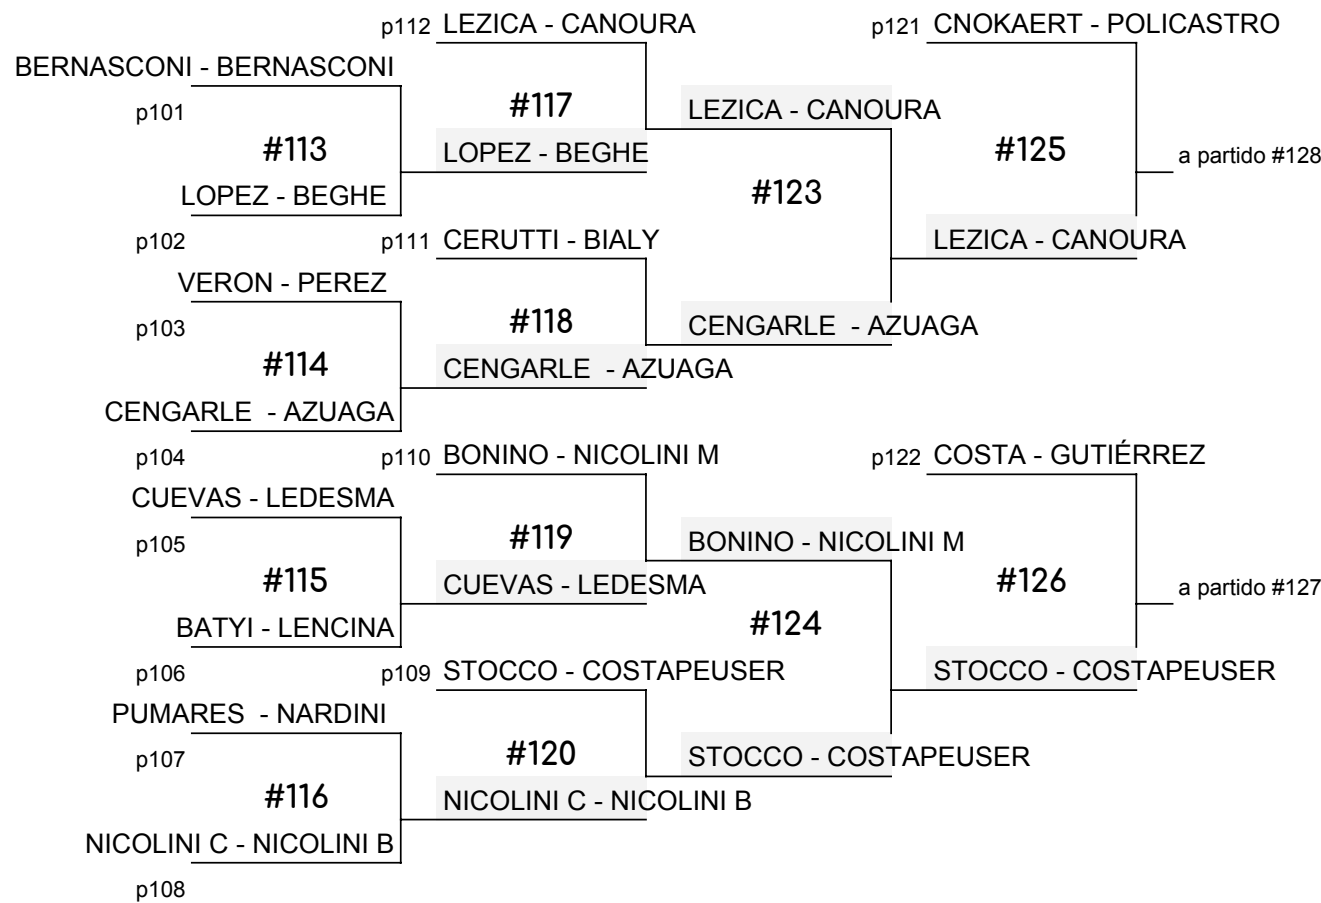 p112 LEZICA - CANOURA
p121 CNOKAERT - POLICASTRO
BERNASCONI - BERNASCONI
p101
#117
LEZICA - CANOURA
#113
LOPEZ - BEGHE
#125
a partido #128
LOPEZ - BEGHE
#123
p102
p111 CERUTTI - BIALY
LEZICA - CANOURA
VERON - PEREZ
p103
#118
CENGARLE  - AZUAGA
#114
CENGARLE  - AZUAGA
CENGARLE  - AZUAGA
p104
p110 BONINO - NICOLINI M
p122 COSTA - GUTIÉRREZ
CUEVAS - LEDESMA
p105
#119
BONINO - NICOLINI M
#115
CUEVAS - LEDESMA
#126
a partido #127
BATYI - LENCINA
#124
p106
p109 STOCCO - COSTAPEUSER
STOCCO - COSTAPEUSER
PUMARES  - NARDINI
p107
#120
STOCCO - COSTAPEUSER
#116
NICOLINI C - NICOLINI B
NICOLINI C - NICOLINI B
p108